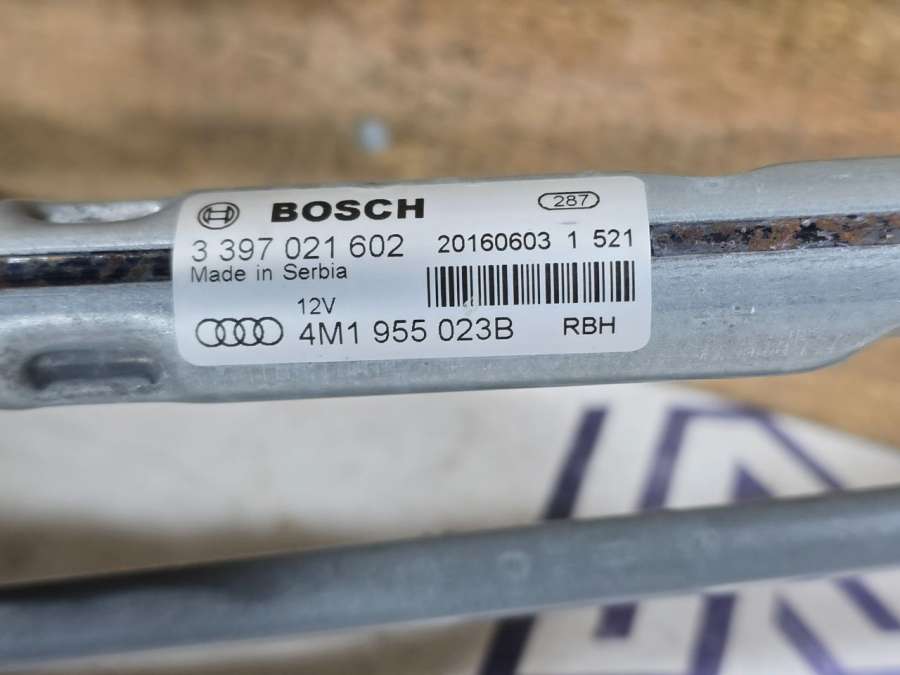 BOSCH 287
3 397 021 602 20160603 1 521
Made in Serbia
12V
4M1 955 023B RBH